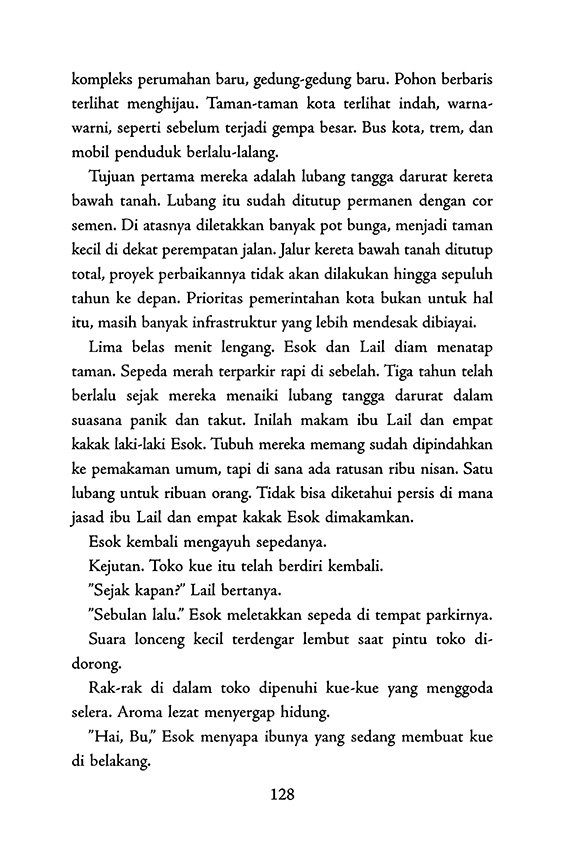 kompleks perumahan baru, gedung-gedung baru. Pohon berbaris
terlihat menghijau. Taman-taman kota terlihat indah, warna-
warni, seperti sebelum terjadi gempa besar. Bus kota, trem, dan
mobil penduduk berlalu-lalang.
Tujuan pertama mereka adalah lubang tangga darurat kereta
bawah tanah. Lubang itu sudah ditutup permanen dengan cor
semen. Di atasnya diletakkan banyak pot bunga, menjadi taman
kecil di dekat perempatan jalan. Jalur kereta bawah tanah ditutup
total, proyek perbaikannya tidak akan dilakukan hingga sepuluh
tahun ke depan. Prioritas pemerintahan kota bukan untuk hal
itu, masih banyak infrastruktur yang lebih mendesak dibiayai.
Lima belas menit lengang. Esok dan Lail diam menatap
taman. Sepeda merah terparkir rapi di sebelah. Tiga tahun telah
berlalu sejak mereka menaiki lubang tangga darurat dalam
suasana panik dan takut. Inilah makam ibu Lail dan empat
kakak laki-laki Esok. Tubuh mereka memang sudah dipindahkan
ke pemakaman umum, tapi di sana ada ratusan ribu nisan. Satu
lubang untuk ribuan orang. Tidak bisa diketahui persis di mana
jasad ibu Lail dan empat kakak Esok dimakamkan.
Esok kembali mengayuh sepedanya.
Kejutan. Toko kue itu telah berdiri kembali.
"Sejak kapan?" Lail bertanya.
"Sebulan lalu." Esok meletakkan sepeda di tempat parkirnya.
Suara lonceng kecil terdengar lembut saat pintu toko di-
dorong.
Rak-rak di dalam toko dipenuhi kue-kue yang menggoda
selera. Aroma lezat menyergap hidung.
"Hai, Bu," Esok menyapa ibunya yang sedang membuat kue
di belakang.
128